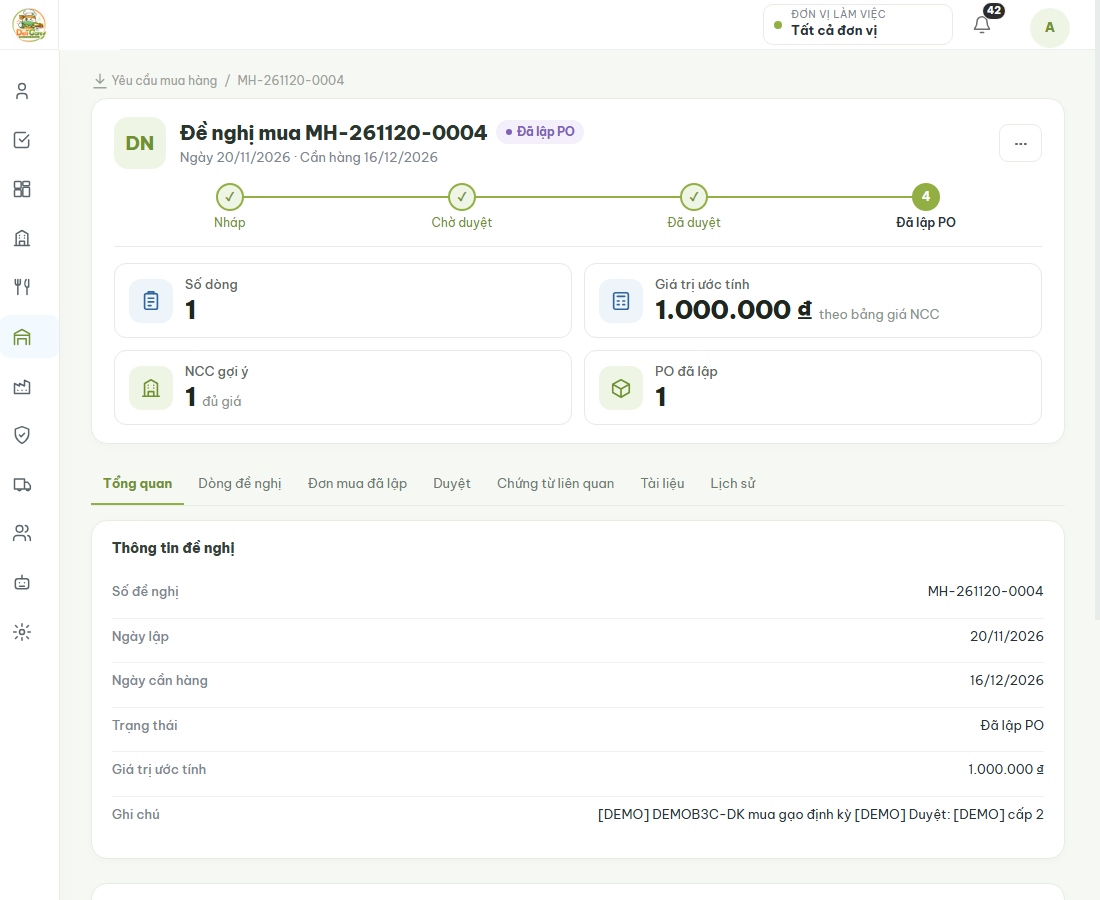 ĐƠN VỊ LÀM VIỆC
Tất cả đơn vị
42
A
Yêu cầu mua hàng / MH-261120-0004
DN
Đề nghị mua MH-261120-0004
Đã lập PO
Ngày 20/11/2026 · Cần hàng 16/12/2026
...
✓ ✓ ✓ 4
Nháp Chờ duyệt Đã duyệt Đã lập PO
Số dòng
1
Giá trị ước tính
1.000.000 ₫ theo bảng giá NCC
NCC gợi ý
1 đủ giá
PO đã lập
1
Tổng quan Dòng đề nghị Đơn mua đã lập Duyệt Chứng từ liên quan Tài liệu Lịch sử
Thông tin đề nghị
Số đề nghị MH-261120-0004
Ngày lập 20/11/2026
Ngày cần hàng 16/12/2026
Trạng thái Đã lập PO
Giá trị ước tính 1.000.000 ₫
Ghi chú [DEMO] DEMOB3C-DK mua gạo định kỳ [DEMO] Duyệt: [DEMO] cấp 2